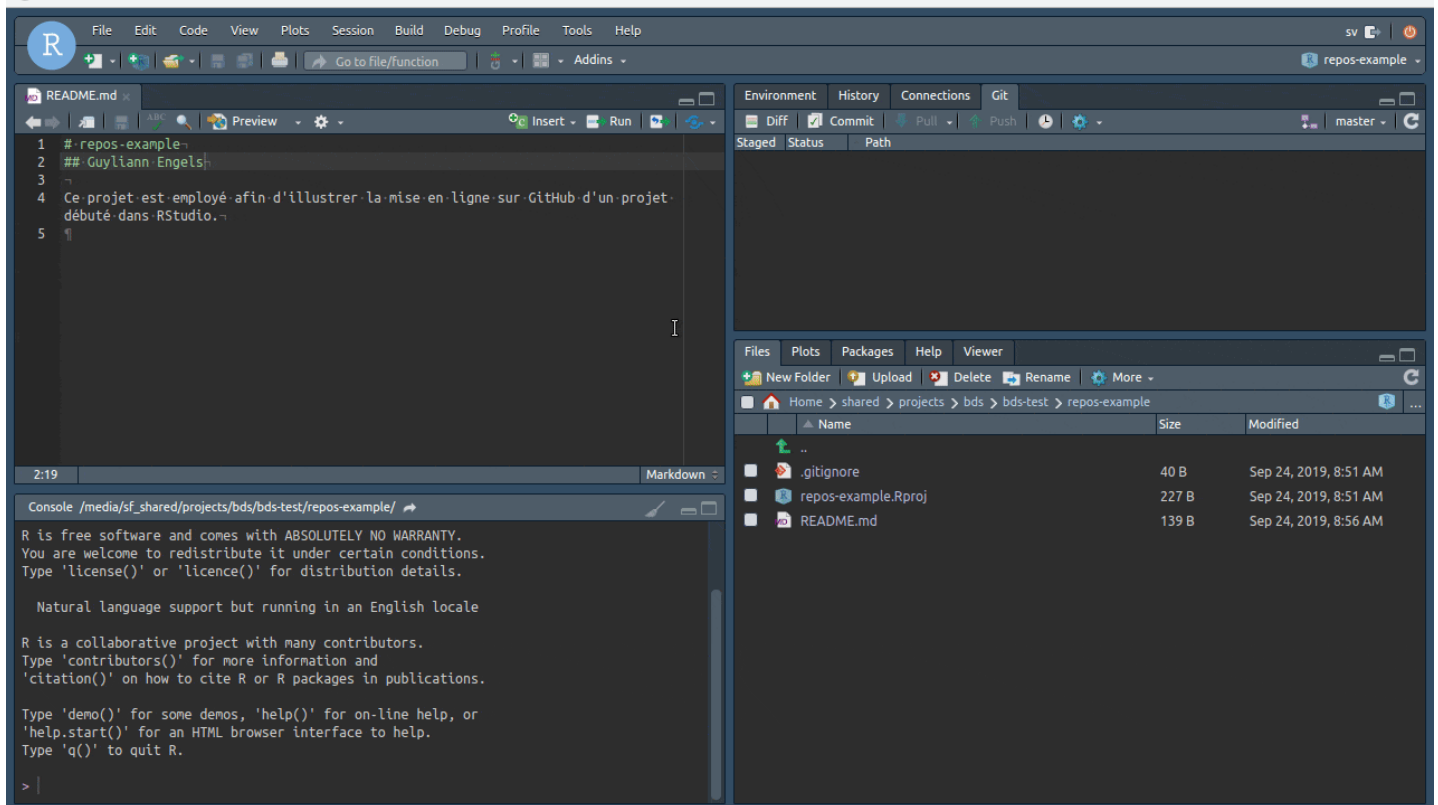 File Edit Code View Plots Session Build Debug Profile Tools Help
sv
R
Go to file/function
Addins
repos-example
README.md
ABC
Preview
Insert
Run
1 # repos-example
2 ## Guyliann Engels
3
4 Ce projet est employé afin d'illustrer la mise en ligne sur GitHub d'un projet
débuté dans RStudio.
5
2:19
Markdown
Console /media/sf_shared/projects/bds/bds-test/repos-example/
R is free software and comes with ABSOLUTELY NO WARRANTY.
You are welcome to redistribute it under certain conditions.
Type 'license()' or 'licence()' for distribution details.
Natural language support but running in an English locale
R is a collaborative project with many contributors.
Type 'contributors()' for more information and
'citation()' on how to cite R or R packages in publications.
Type 'demo()' for some demos, 'help()' for on-line help, or
'help.start()' for an HTML browser interface to help.
Type 'q()' to quit R.
>
Environment History Connections Git
Diff Commit Pull Push master
Staged Status Path
Files Plots Packages Help Viewer
New Folder Upload Delete Rename More
Home > shared > projects > bds > bds-test > repos-example ...
Name Size Modified
..
.gitignore 40 B Sep 24, 2019, 8:51 AM
repos-example.Rproj 227 B Sep 24, 2019, 8:51 AM
README.md 139 B Sep 24, 2019, 8:56 AM